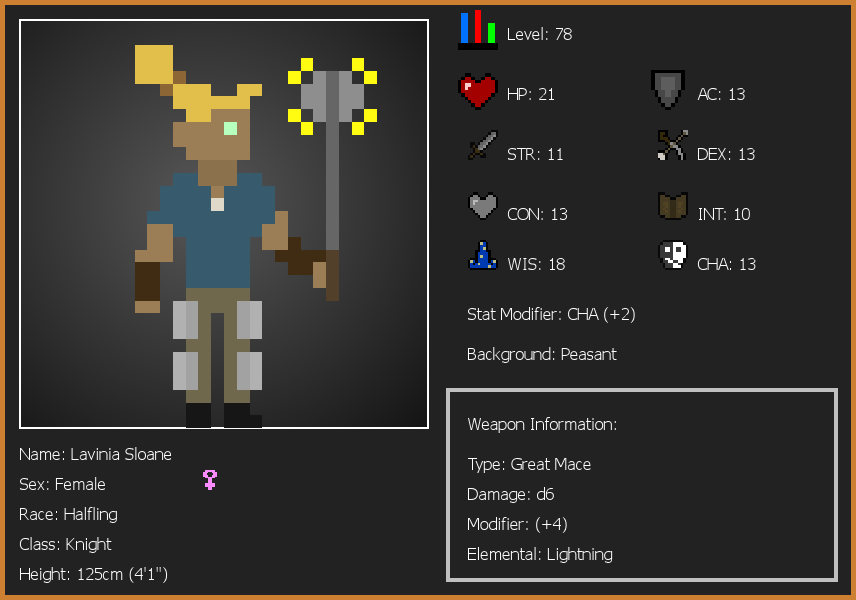 Level: 78
HP: 21
AC: 13
STR: 11
DEX: 13
CON: 13
INT: 10
WIS: 18
CHA: 13
Stat Modifier: CHA (+2)
Background: Peasant
Weapon Information:
Type: Great Mace
Damage: d6
Modifier: (+4)
Elemental: Lightning
Name: Lavinia Sloane
Sex: Female
Race: Halfling
Class: Knight
Height: 125cm (4'1")